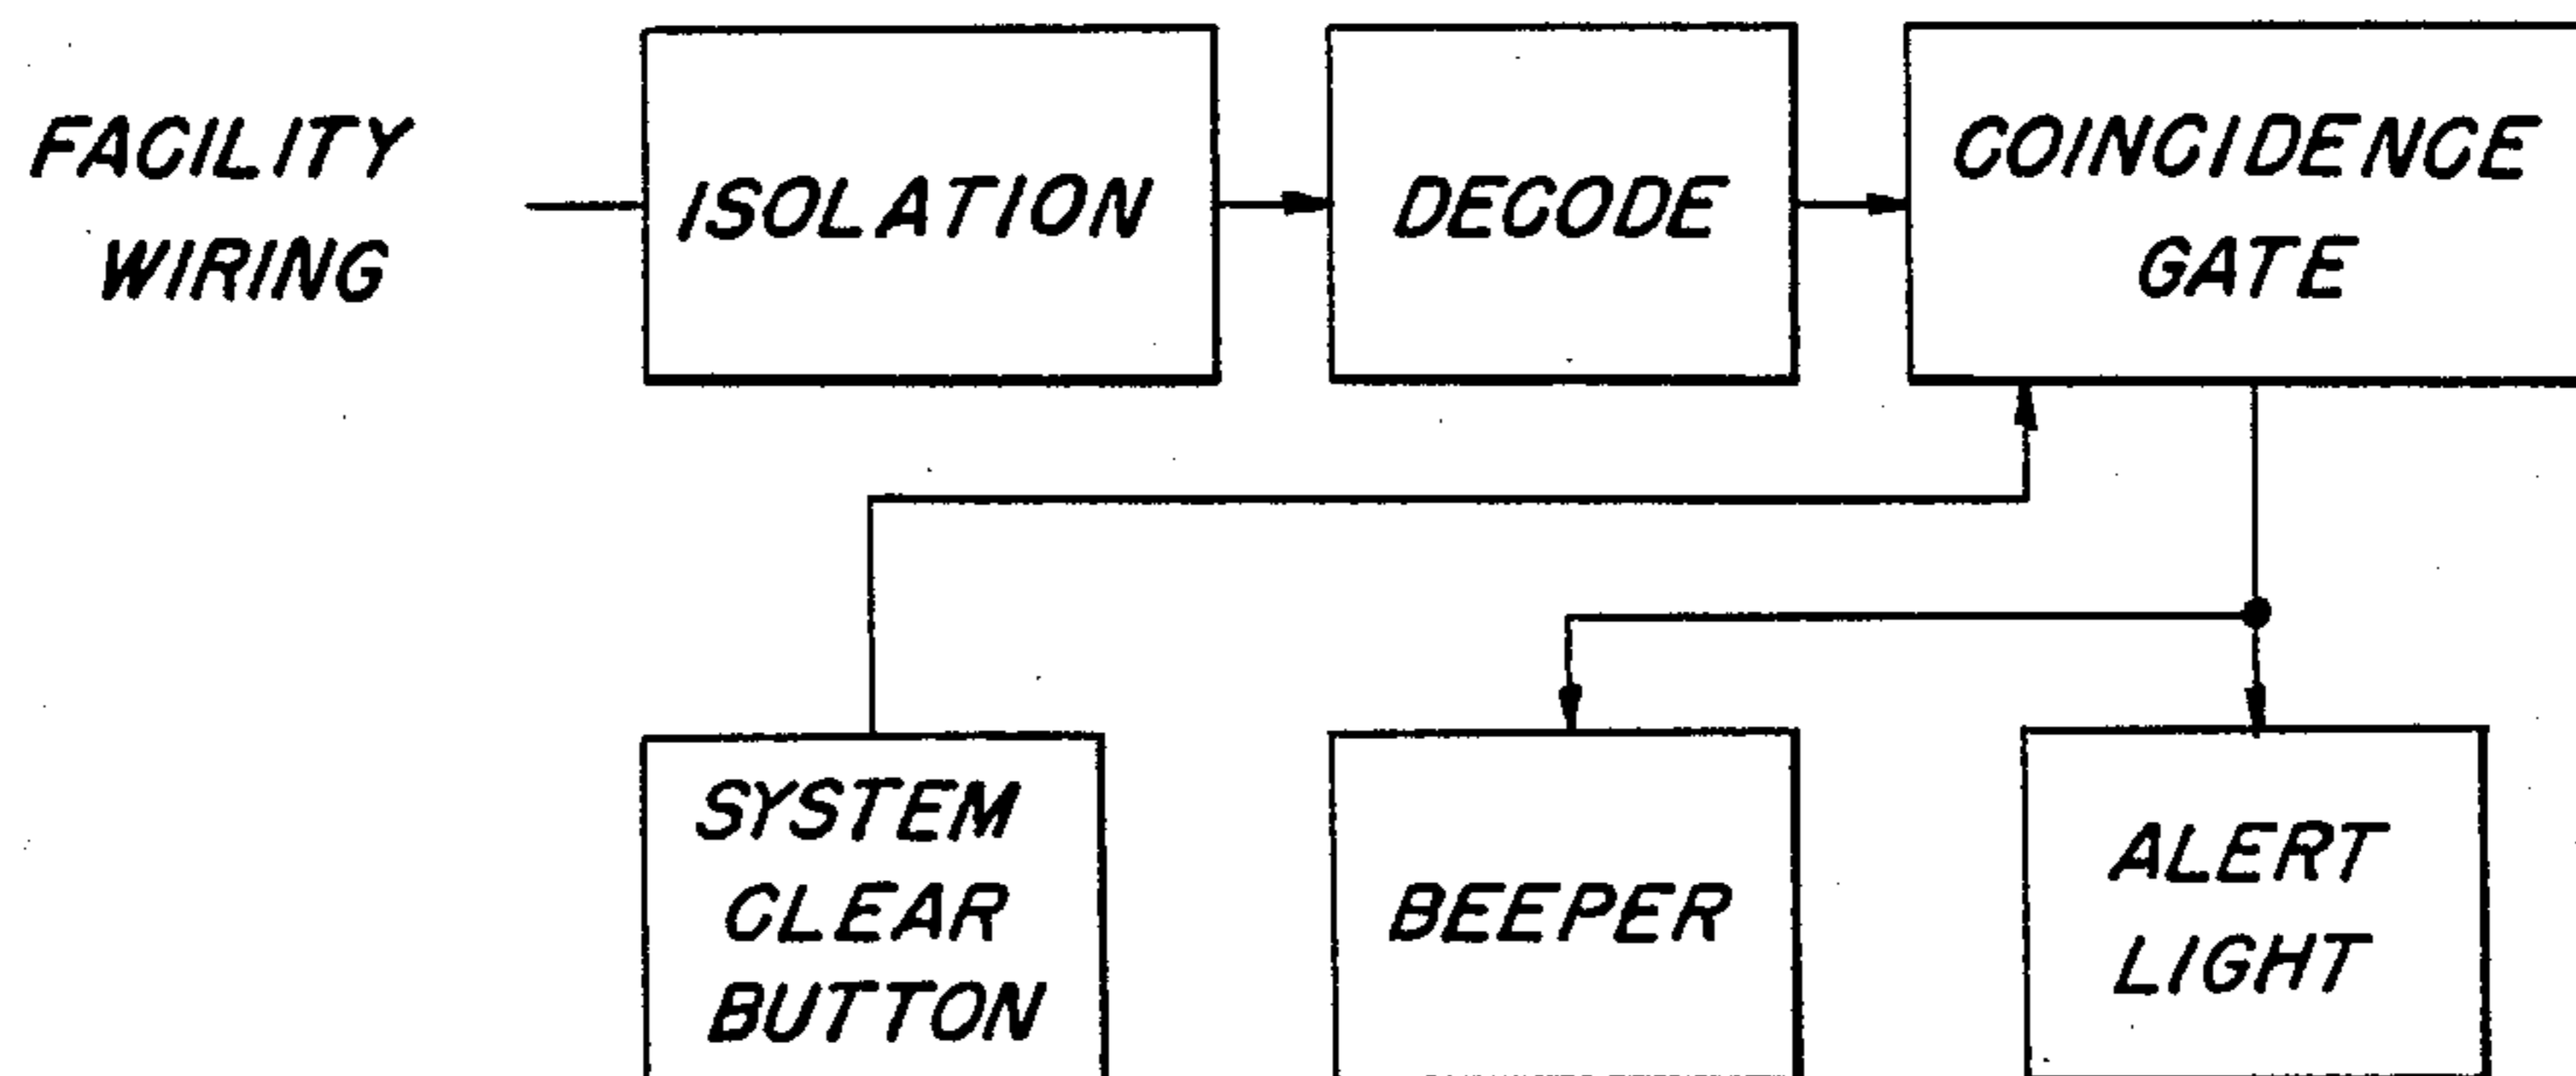 FACILITY
WIRING
ISOLATION
DECODE
COINCIDENCE
GATE
SYSTEM
CLEAR
BUTTON
BEEPER
ALERT
LIGHT